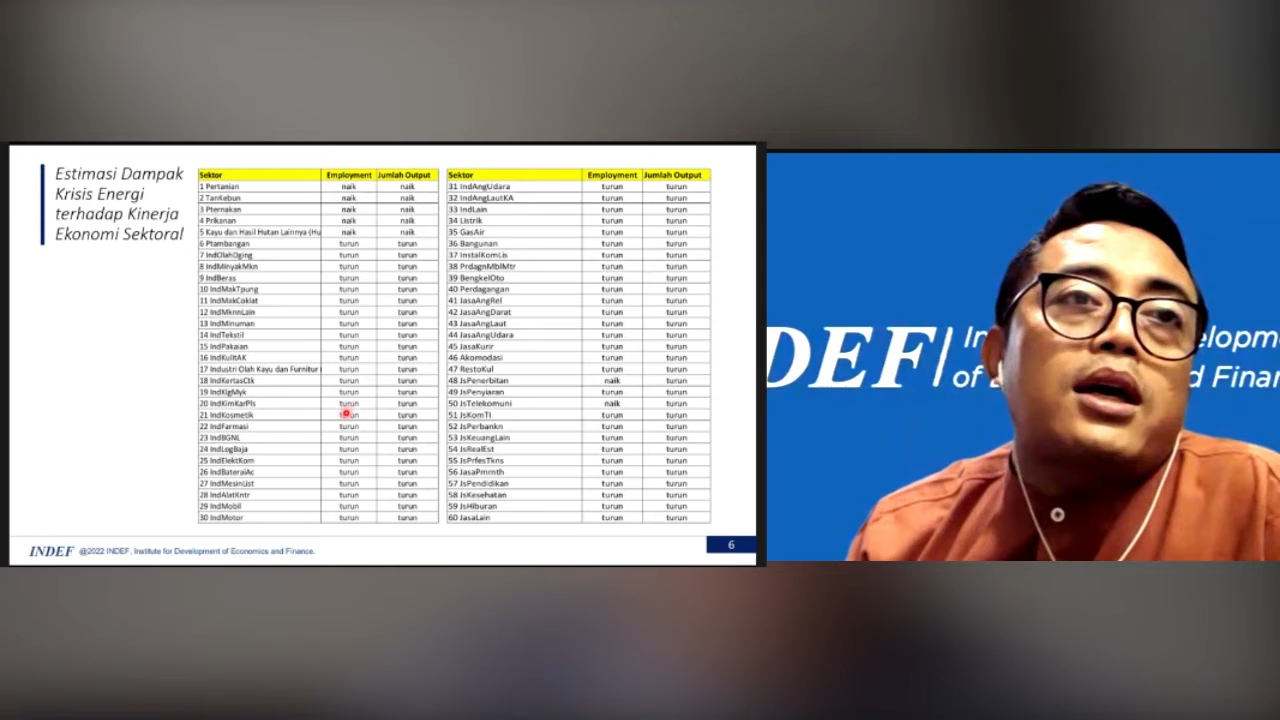 Estimasi Dampak
Krisis Energi
terhadap Kinerja
Ekonomi Sektoral
Sektor Employment Jumlah Output
1 Pertanian naik naik
2 TanKebun naik naik
3 Pternakan naik naik
4 Prikanan naik naik
5 Kayu dan Hasil Hutan Lainnya (Hu naik naik
6 Ptambangan turun turun
7 IndOlahDging turun turun
8 IndMinyakMkn turun turun
9 IndBeras turun turun
10 IndMakTpung turun turun
11 IndMakCoklat turun turun
12 IndMknnLain turun turun
13 IndMinuman turun turun
14 IndTekstil turun turun
15 IndPakaian turun turun
16 IndKulitAK turun turun
17 Industri Olah Kayu dan Furnitur turun turun
18 IndKertasCtk turun turun
19 IndKlgMyk turun turun
20 IndKimKarPls turun turun
21 IndKosmetik turun turun
22 IndFarmasi turun turun
23 IndBGNL turun turun
24 IndLogBaja turun turun
25 IndElektKom turun turun
26 IndBateraiAc turun turun
27 IndMesinList turun turun
28 IndAlatKntr turun turun
29 IndMobil turun turun
30 IndMotor turun turun
Sektor Employment Jumlah Output
31 IndAngUdara turun turun
32 IndAngLautKA turun turun
33 IndLain turun turun
34 Listrik turun turun
35 GasAir turun turun
36 Bangunan turun turun
37 InstalKomLis turun turun
38 PrdagnMblMtr turun turun
39 BengkelOto turun turun
40 Perdagangan turun turun
41 JasaAngRel turun turun
42 JasaAngDarat turun turun
43 JasaAngLaut turun turun
44 JasaAngUdara turun turun
45 JasaKurir turun turun
46 Akomodasi turun turun
47 RestoKul turun turun
48 JsPenerbitan naik turun
49 JsPenyiaran turun turun
50 JsTelekomuni naik turun
51 JsKomTI turun turun
52 JsPerbankn turun turun
53 JsKeuangLain turun turun
54 JsRealEst turun turun
55 JsPrfesTkns turun turun
56 JasaPmrnth turun turun
57 JsPendidikan turun turun
58 JsKesehatan turun turun
59 JsHiburan turun turun
60 JasaLain turun turun
INDEF @2022 INDEF, Institute for Development of Economics and Finance.
6
DEF In elopm
of d Finan